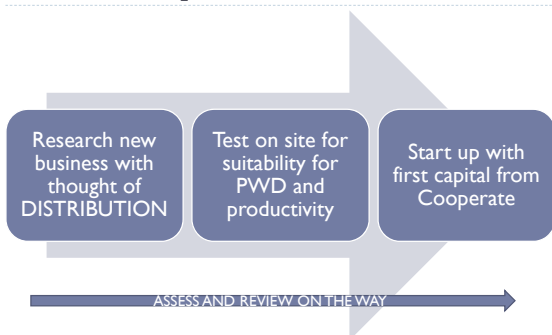 Research new
business with
thought of
DISTRIBUTION
Test on site for
suitability for
PWD and
productivity
Start up with
first capital from
Cooperate
ASSESS AND REVIEW ON THE WAY